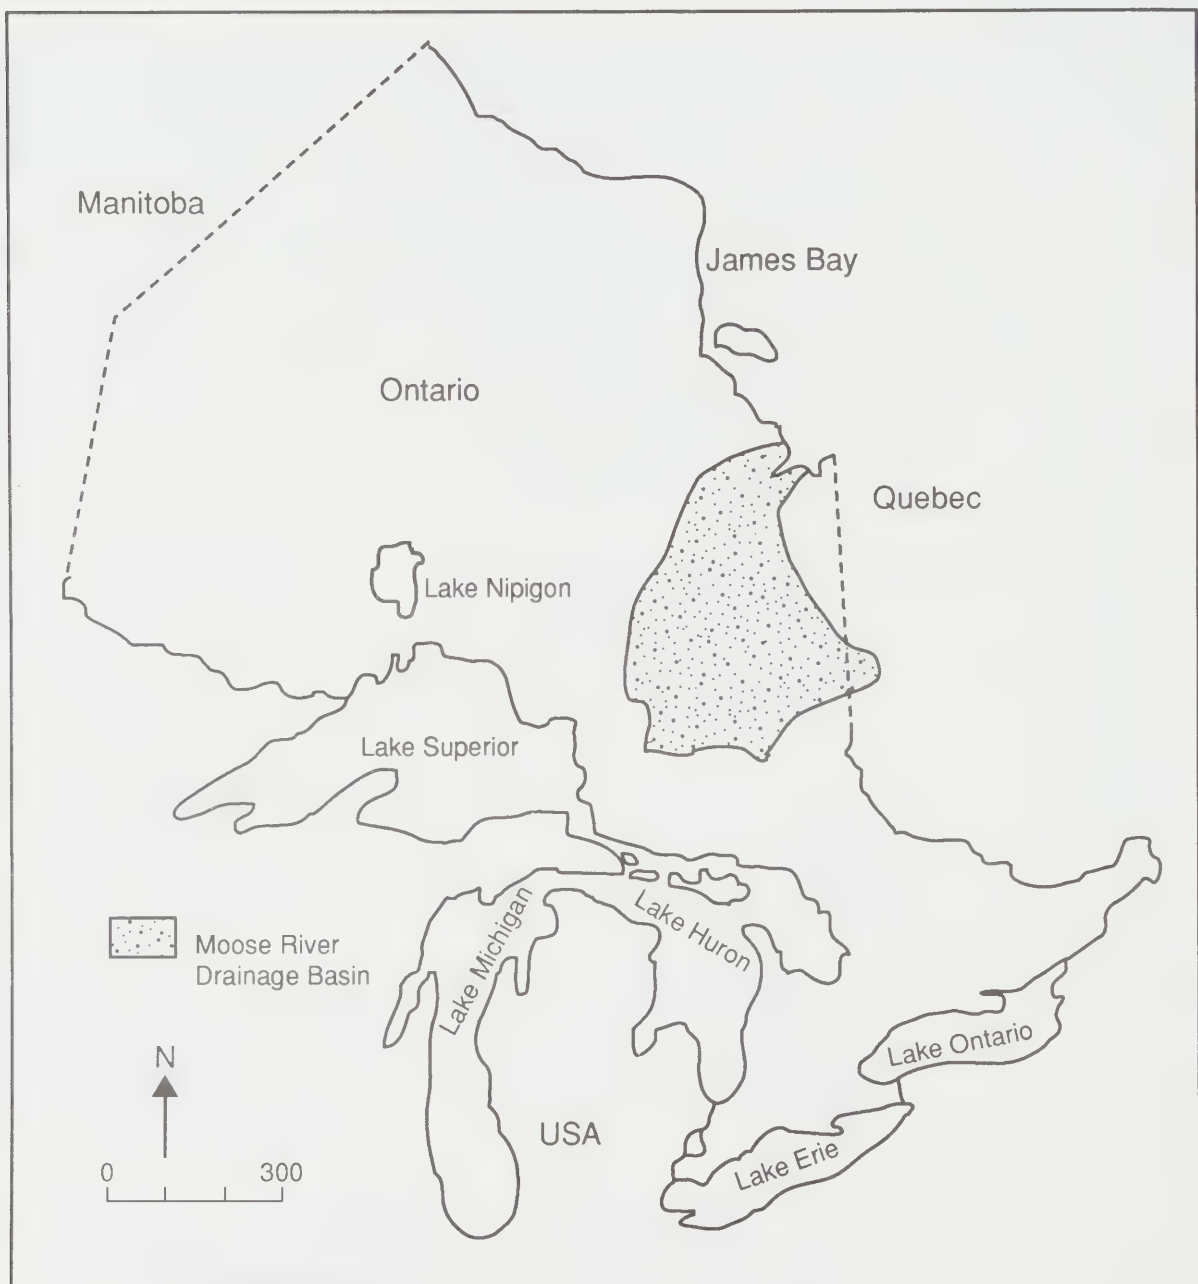 Manitoba
James Bay
Ontario
Quebec
Lake Nipigon
Lake Superior
Lake Michigan
Lake Huron
Moose River
Drainage Basin
Lake Ontario
N
USA
Lake Erie
0 300